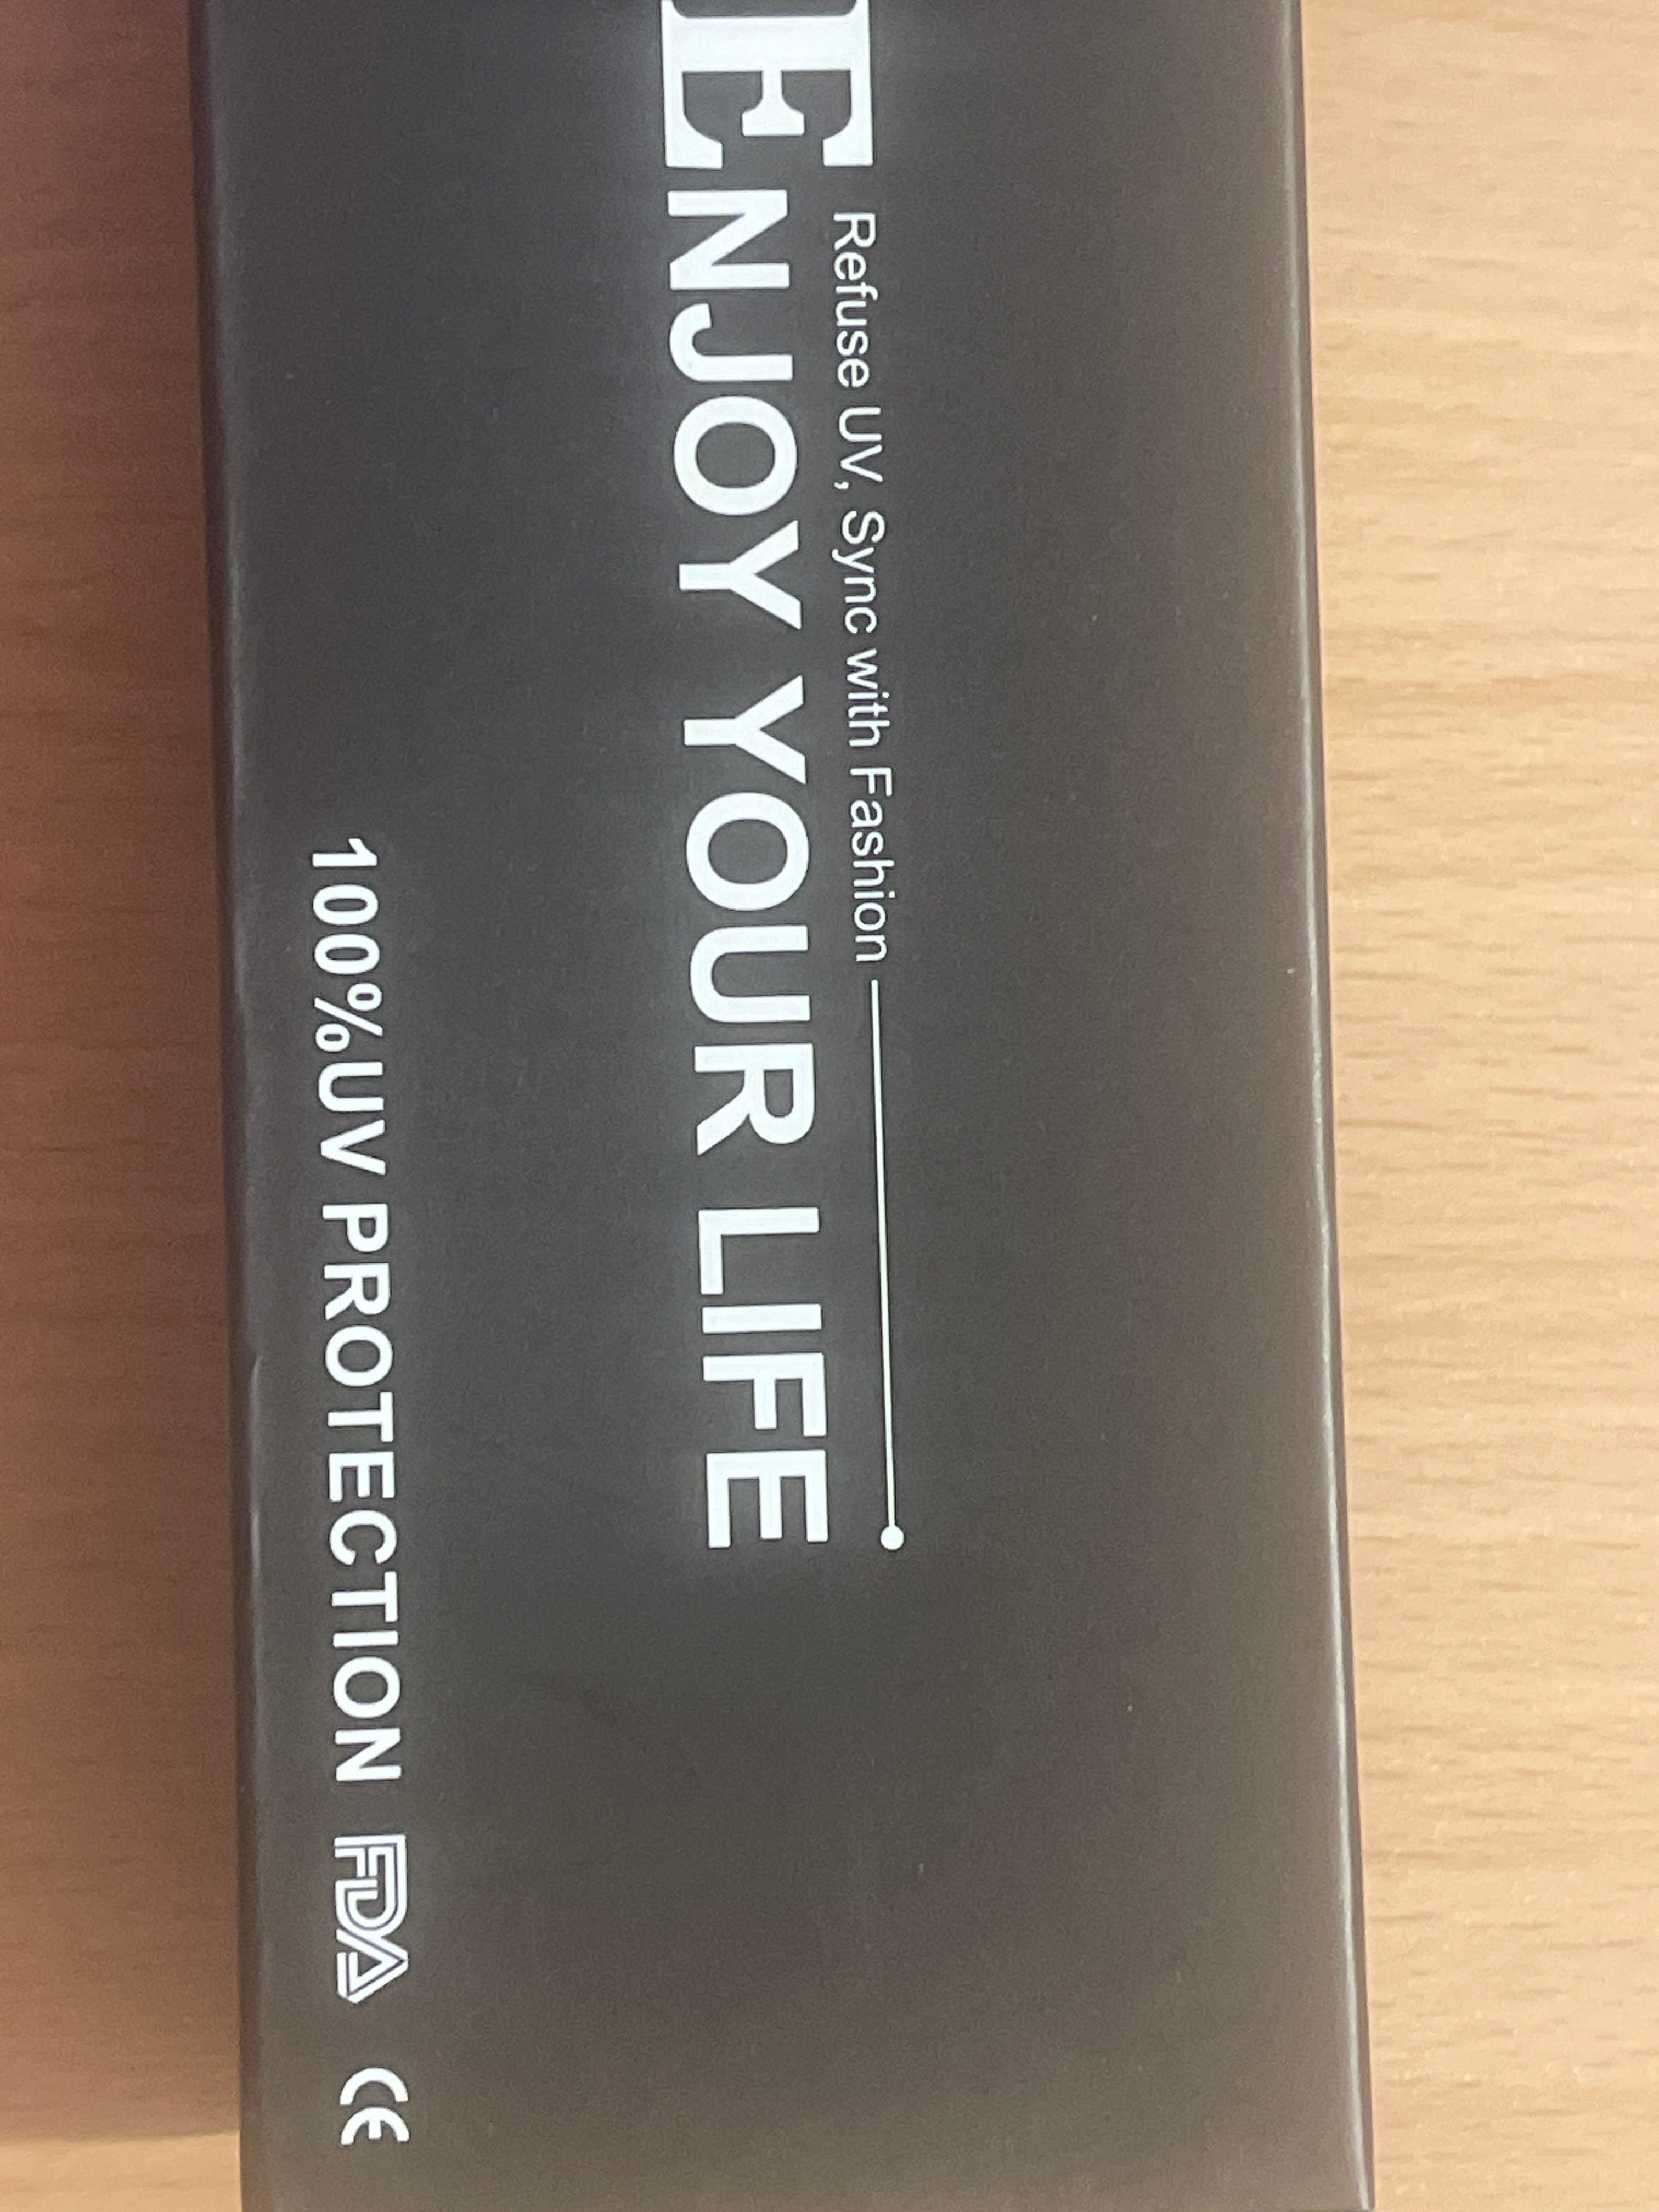 Refuse UV, Sync with Fashion
ENJOY YOUR LIFE
100%UV PROTECTION FDA CE